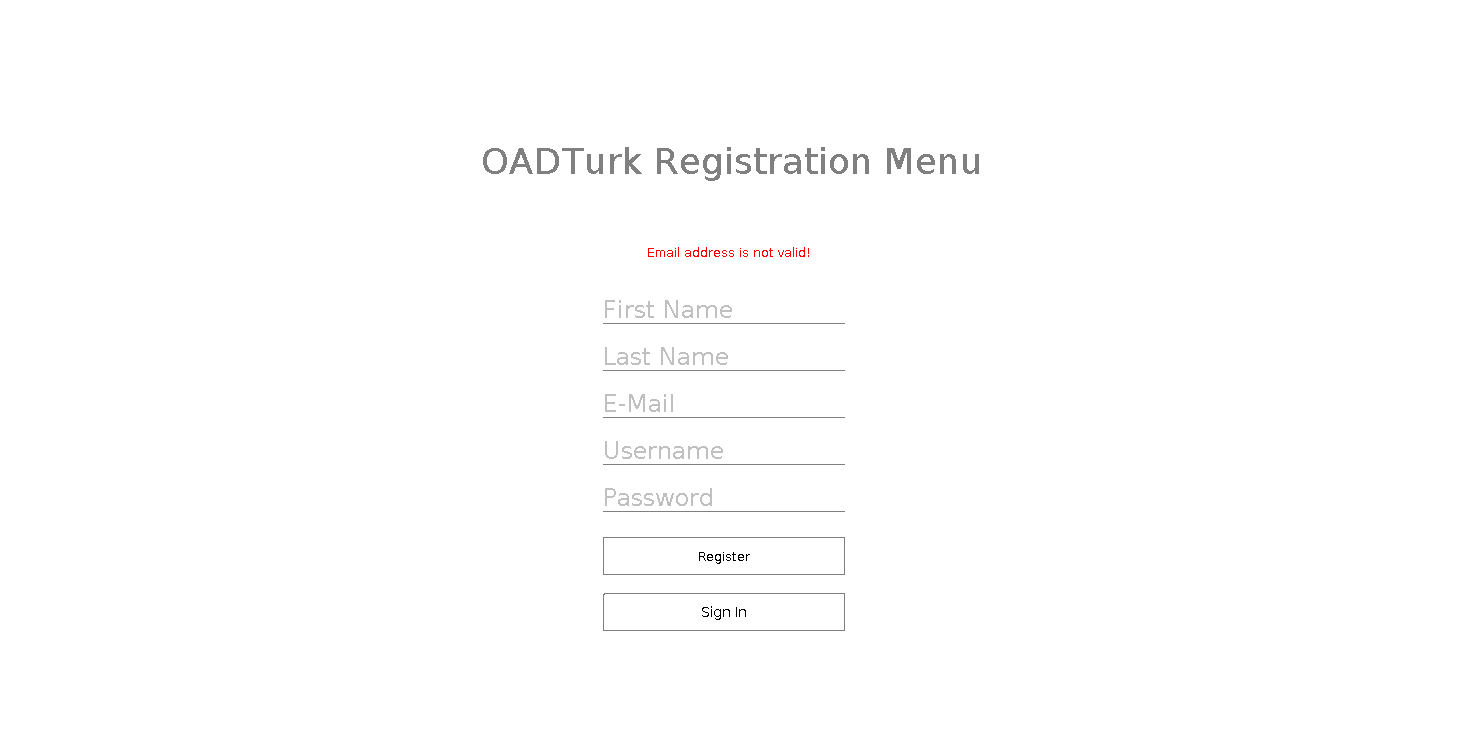 OADTurk Registration Menu
Email address is not valid!
First Name
Last Name
E-Mail
Username
Password
Register
Sign In